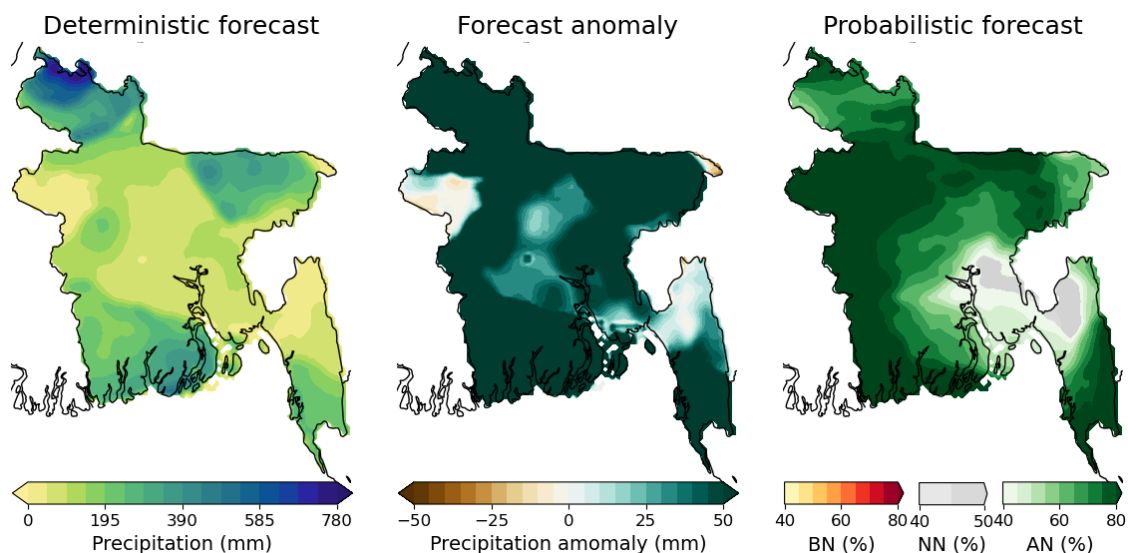 Deterministic forecast
Forecast anomaly
Probabilistic forecast
0 195 390 585 780
Precipitation (mm)
−50 −25 0 25 50
Precipitation amomaly (mm)
40 60 80
BN (%)
40 50
NN (%)
40 60 80
AN (%)